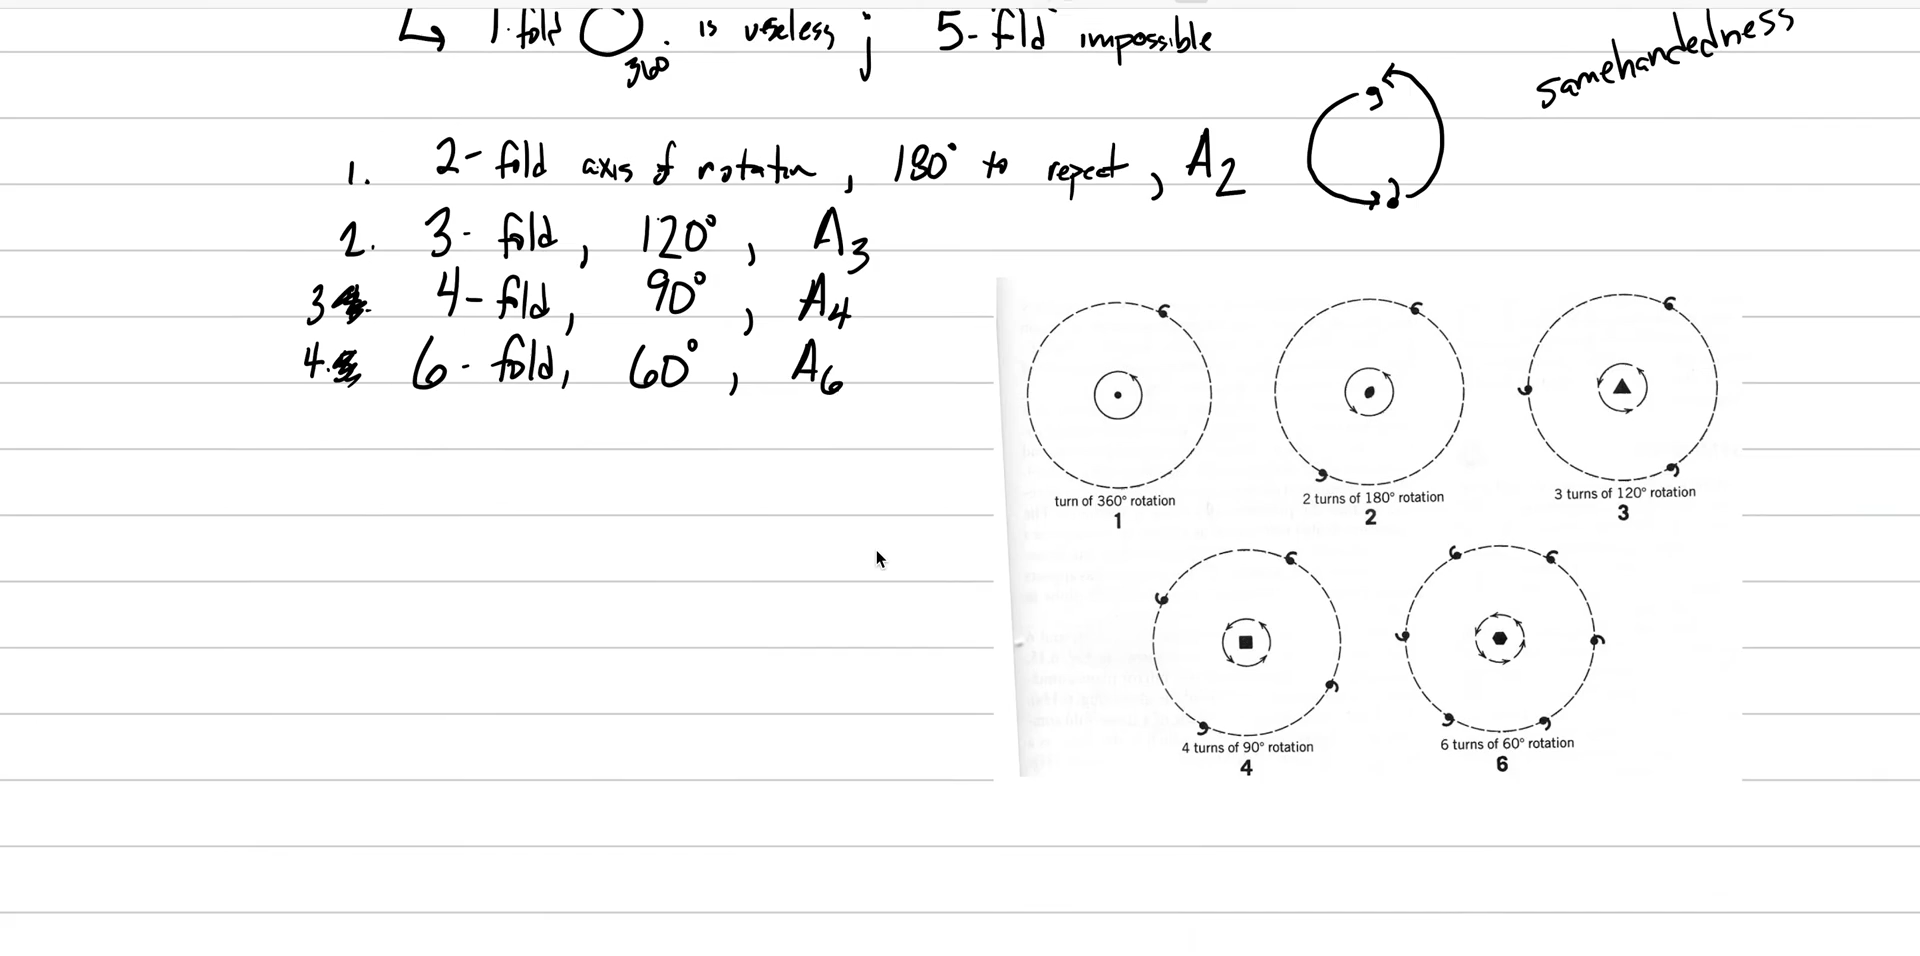 ↳ 1-fold 360° is useless ; 5-fld impossible
samehandedness
1. 2-fold axis of rotatin, 180° to repeat, A2
2. 3-fold, 120°, A3
3. 4-fld, 90°, A4
4. 6-fold, 60°, A6
turn of 360° rotation
1
2 turns of 180° rotation
2
3 turns of 120° rotation
3
4 turns of 90° rotation
4
6 turns of 60° rotation
6